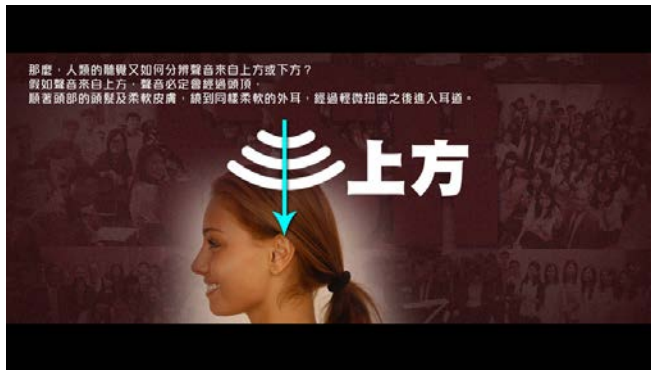 那麼，人類的聽覺又如何分辨聲音來自上方或下方？
假如聲音來自上方，聲音必定會經過頭頂，
順著頭部的頭髮及柔軟皮膚，繞到同樣柔軟的外耳，經過輕微扭曲之後進入耳道。
上方